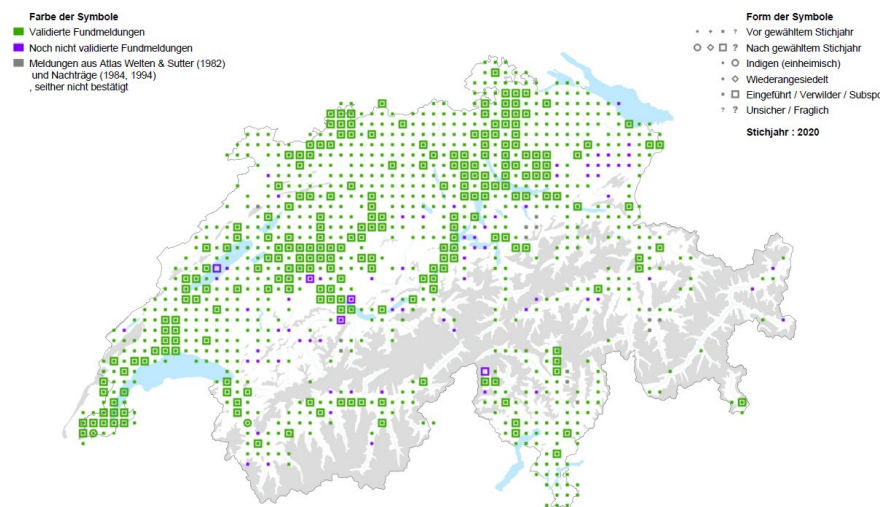 Farbe der Symbole
Validierte Fundmeldungen
Noch nicht validierte Fundmeldungen
Meldungen aus Atlas Welten & Sutter (1982)
und Nachträge (1984, 1994)
, seither nicht bestätigt
Form der Symbole
? Vor gewähltem Stichjahr
? Nach gewähltem Stichjahr
Indigen (einheimisch)
Wiederangesiedelt
Eingeführt / Verwilder / Subspo
? ? Unsicher / Fraglich
Stichjahr : 2020